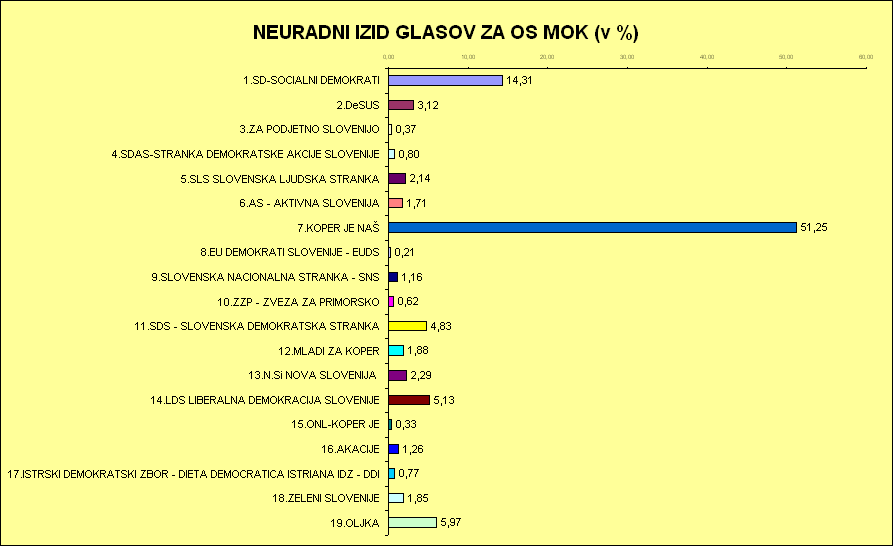 NEURADNI IZID GLASOV ZA OS MOK (v %)
0,00 10,00 20,00 30,00 40,00 50,00 60,00
1.SD-SOCIALNI DEMOKRATI 14,31
2.DeSUS 3,12
3.ZA PODJETNO SLOVENIJO 0,37
4.SDAS-STRANKA DEMOKRATSKE AKCIJE SLOVENIJE 0,80
5.SLS SLOVENSKA LJUDSKA STRANKA 2,14
6.AS - AKTIVNA SLOVENIJA 1,71
7.KOPER JE NAŠ 51,25
8.EU DEMOKRATI SLOVENIJE - EUDS 0,21
9.SLOVENSKA NACIONALNA STRANKA - SNS 1,16
10.ZZP - ZVEZA ZA PRIMORSKO 0,62
11.SDS - SLOVENSKA DEMOKRATSKA STRANKA 4,83
12.MLADI ZA KOPER 1,88
13.N.Si NOVA SLOVENIJA 2,29
14.LDS LIBERALNA DEMOKRACIJA SLOVENIJE 5,13
15.ONL-KOPER JE 0,33
16.AKACIJE 1,26
17.ISTRSKI DEMOKRATSKI ZBOR - DIETA DEMOCRATICA ISTRIANA IDZ - DDI 0,77
18.ZELENI SLOVENIJE 1,85
19.OLJKA 5,97